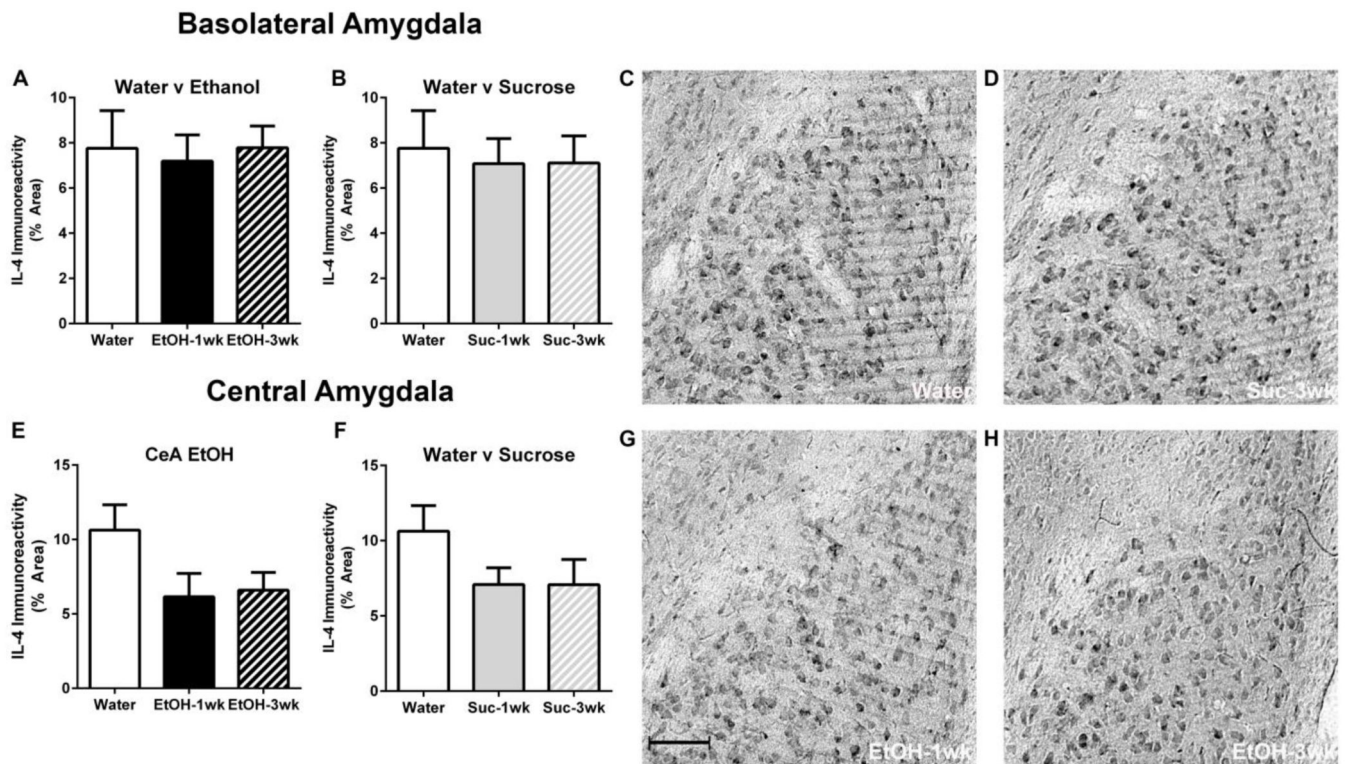 Basolateral Amygdala
A
Water v Ethanol
IL-4 Immunoreactivity
(% Area)
10
8
6
4
2
0
Water EtOH-1wk EtOH-3wk
B
Water v Sucrose
IL-4 Immunoreactivity
(% Area)
10
8
6
4
2
0
Water Suc-1wk Suc-3wk
C
Water
D
Suc-3wk
Central Amygdala
E
CeA EtOH
IL-4 Immunoreactivity
(% Area)
15
10
5
0
Water EtOH-1wk EtOH-3wk
F
Water v Sucrose
IL-4 Immunoreactivity
(% Area)
15
10
5
0
Water Suc-1wk Suc-3wk
G
EtOH-1wk
H
EtOH-3wk